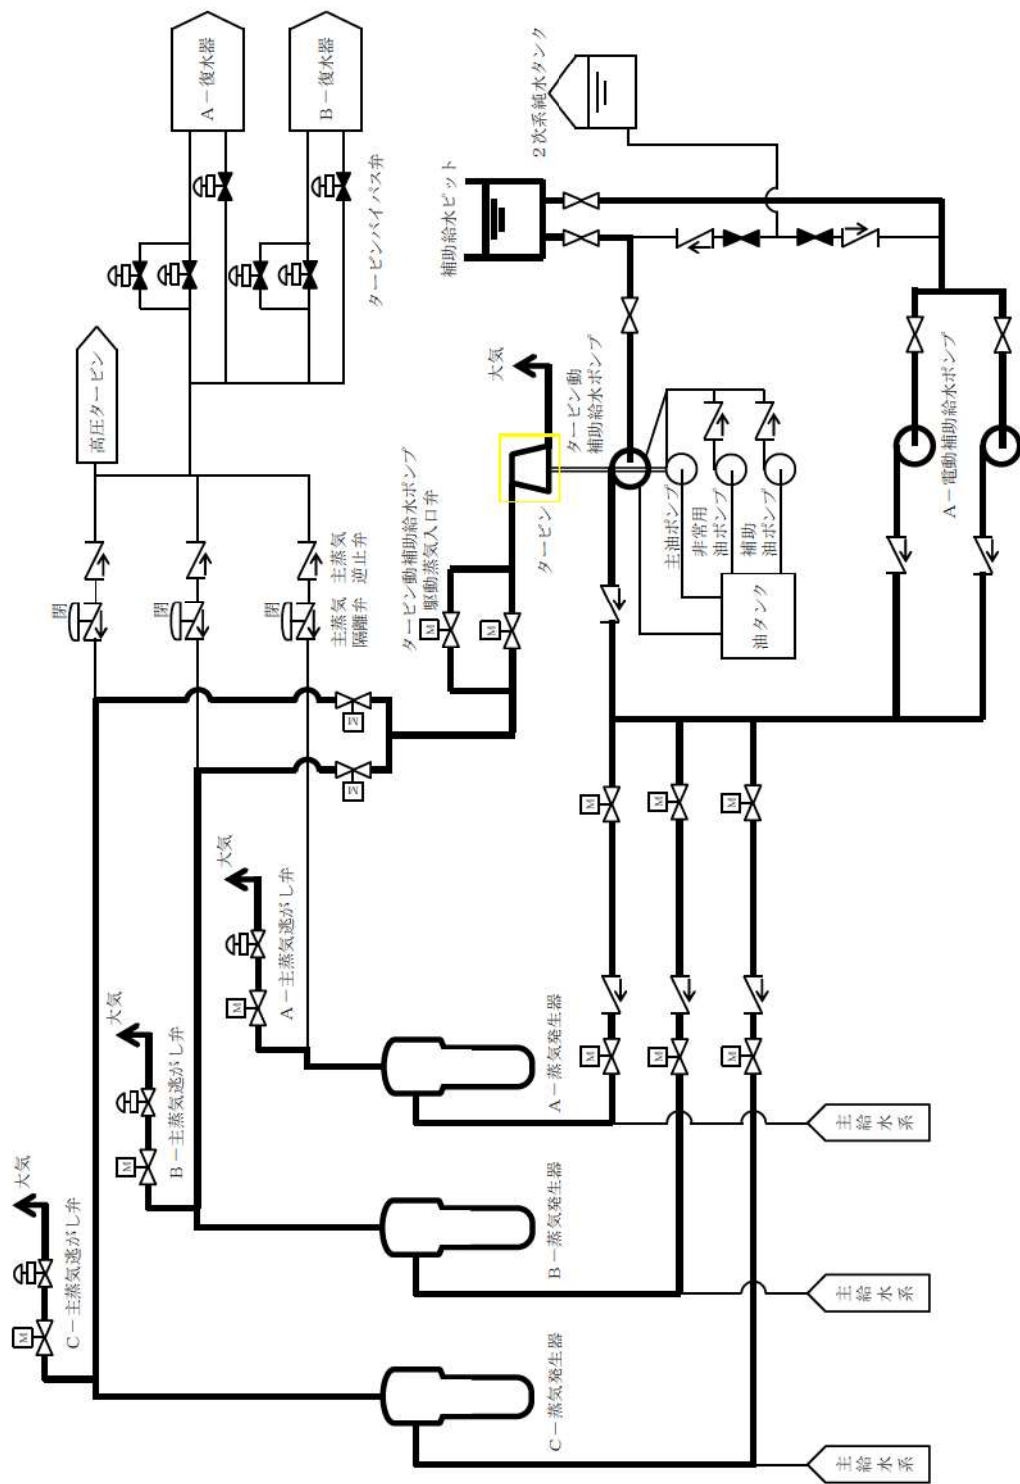 C－主蒸気逃がし弁
大気
B－主蒸気逃がし弁
大気
A－主蒸気逃がし弁
大気
C－蒸気発生器
B－蒸気発生器
A－蒸気発生器
主給水系
主給水系
主給水系
M
M
M
M
M
M
M
M
M
M
M
M
M
閉
閉
閉
主蒸気
隔離弁
主蒸気
逆止弁
高圧タービン
A－復水器
B－復水器
タービンバイパス弁
タービン動補助給水ポンプ
駆動蒸気入口弁
タービン
大気
タービン動
補助給水ポンプ
主油ポンプ
非常用
油ポンプ
補助
油ポンプ
油タンク
補助給水ピット
2次系純水タンク
A－電動補助給水ポンプ